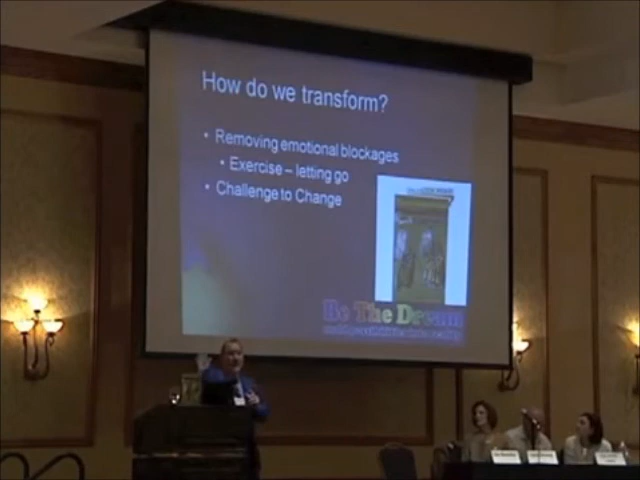 How do we transform?
• Removing emotional blockages
• Exercise – letting go
• Challenge to Change
Be The Dream